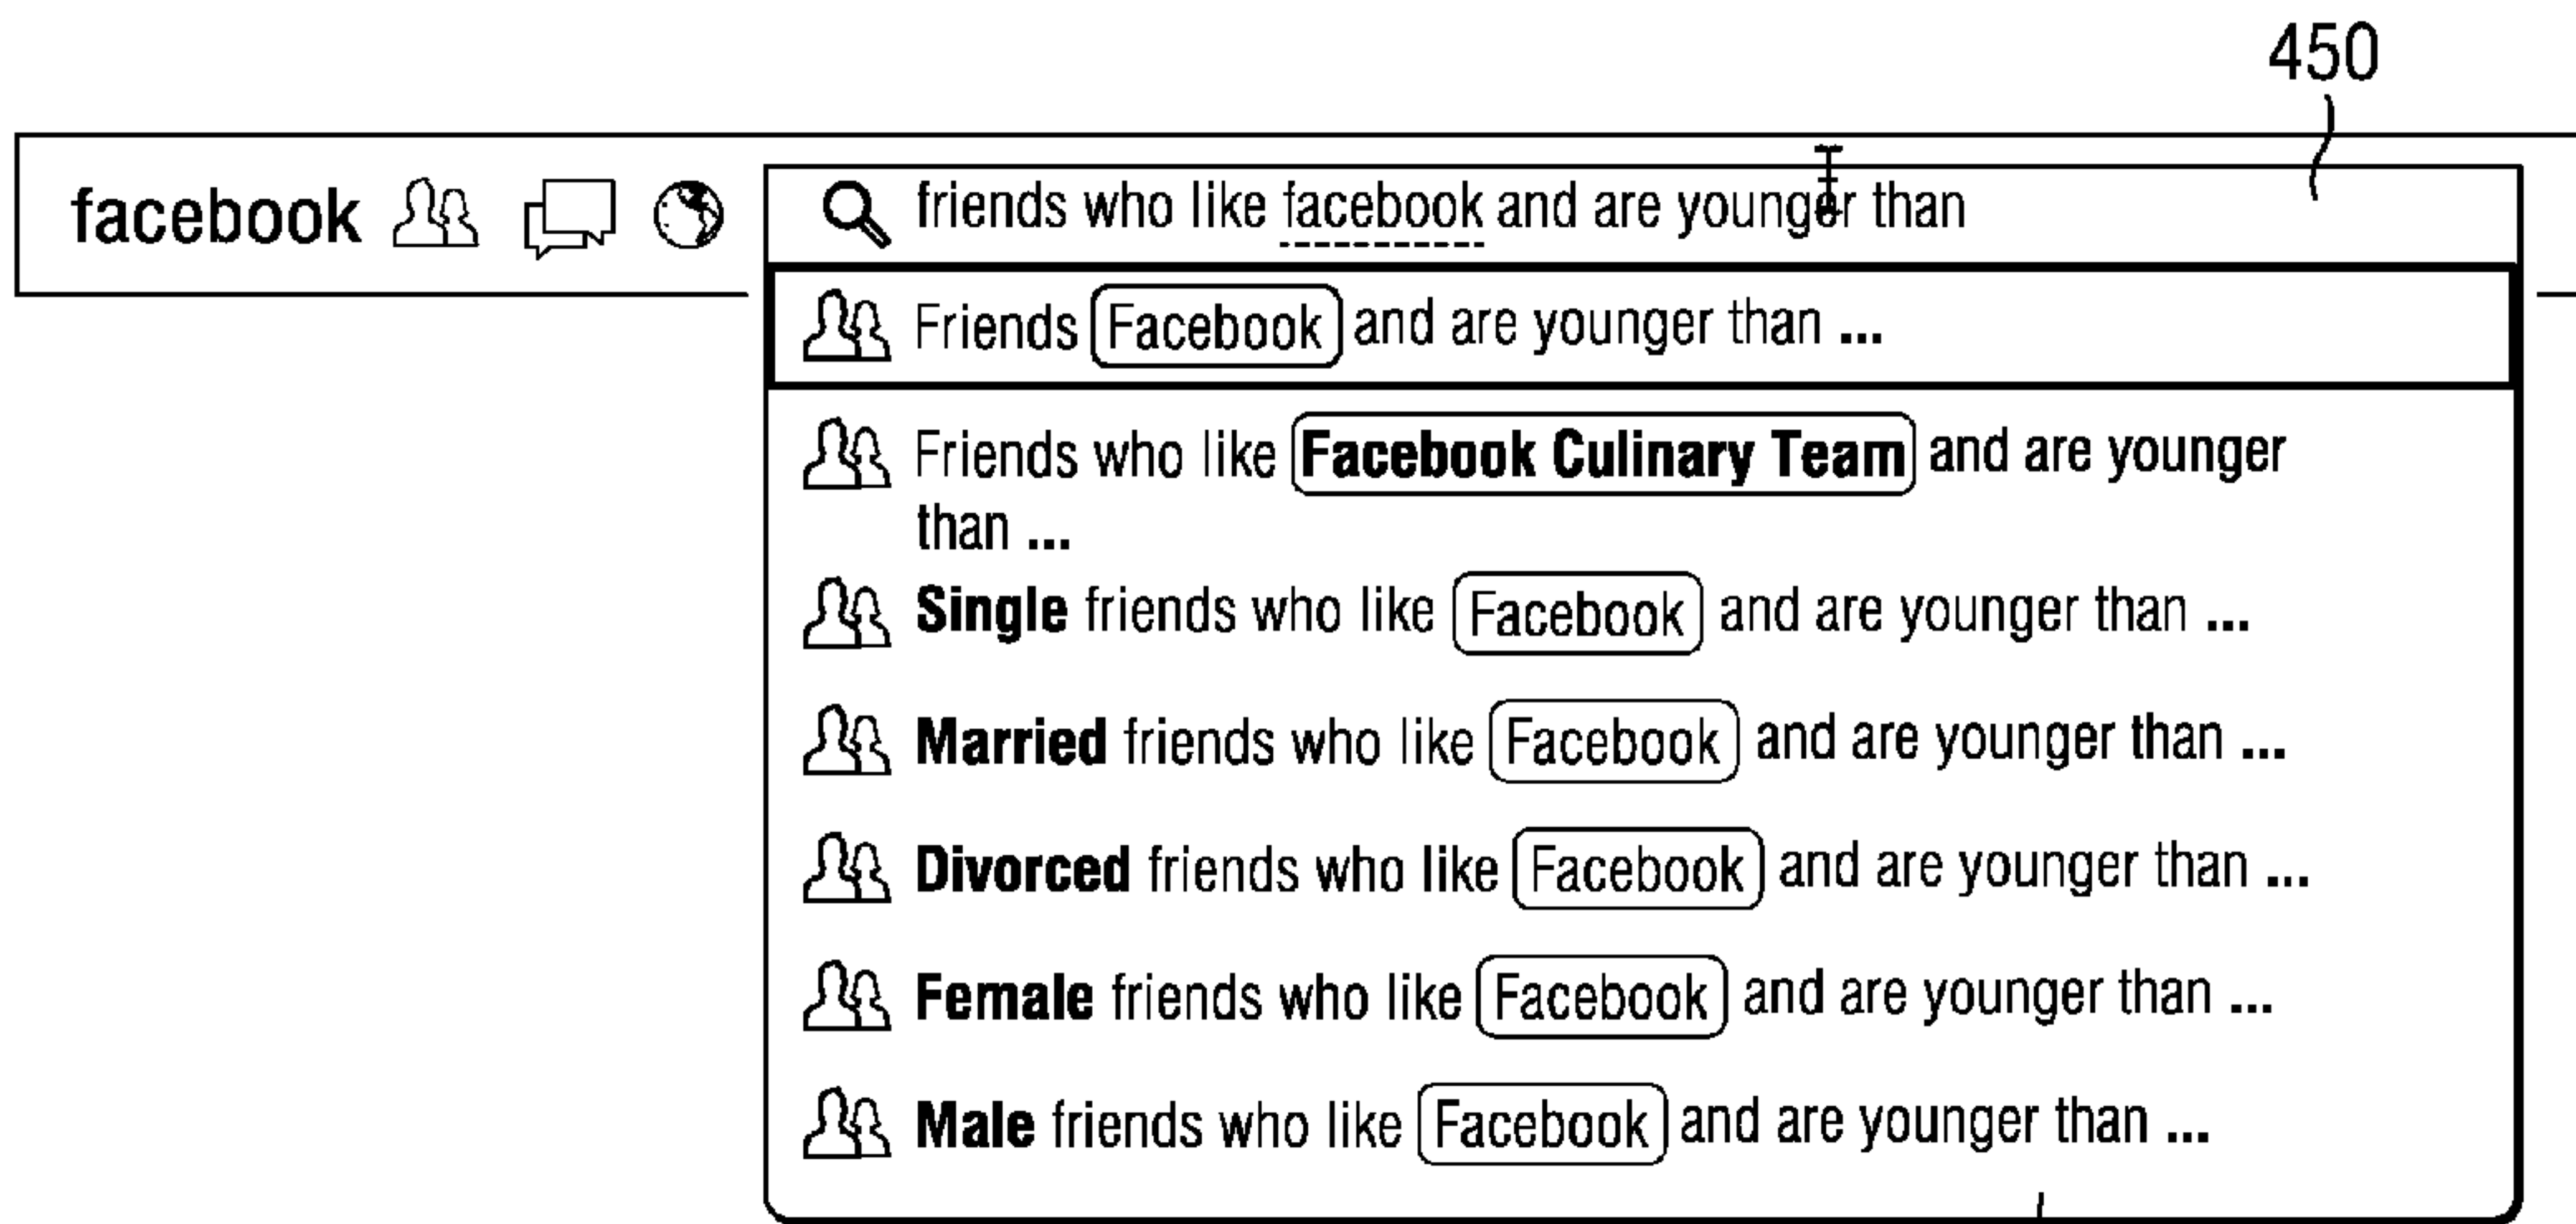 450
facebook friends who like facebook and are younger than
Friends Facebook and are younger than ...
Friends who like Facebook Culinary Team and are younger
than ...
Single friends who like Facebook and are younger than ...
Married friends who like Facebook and are younger than ...
Divorced friends who like Facebook and are younger than ...
Female friends who like Facebook and are younger than ...
Male friends who like Facebook and are younger than ...